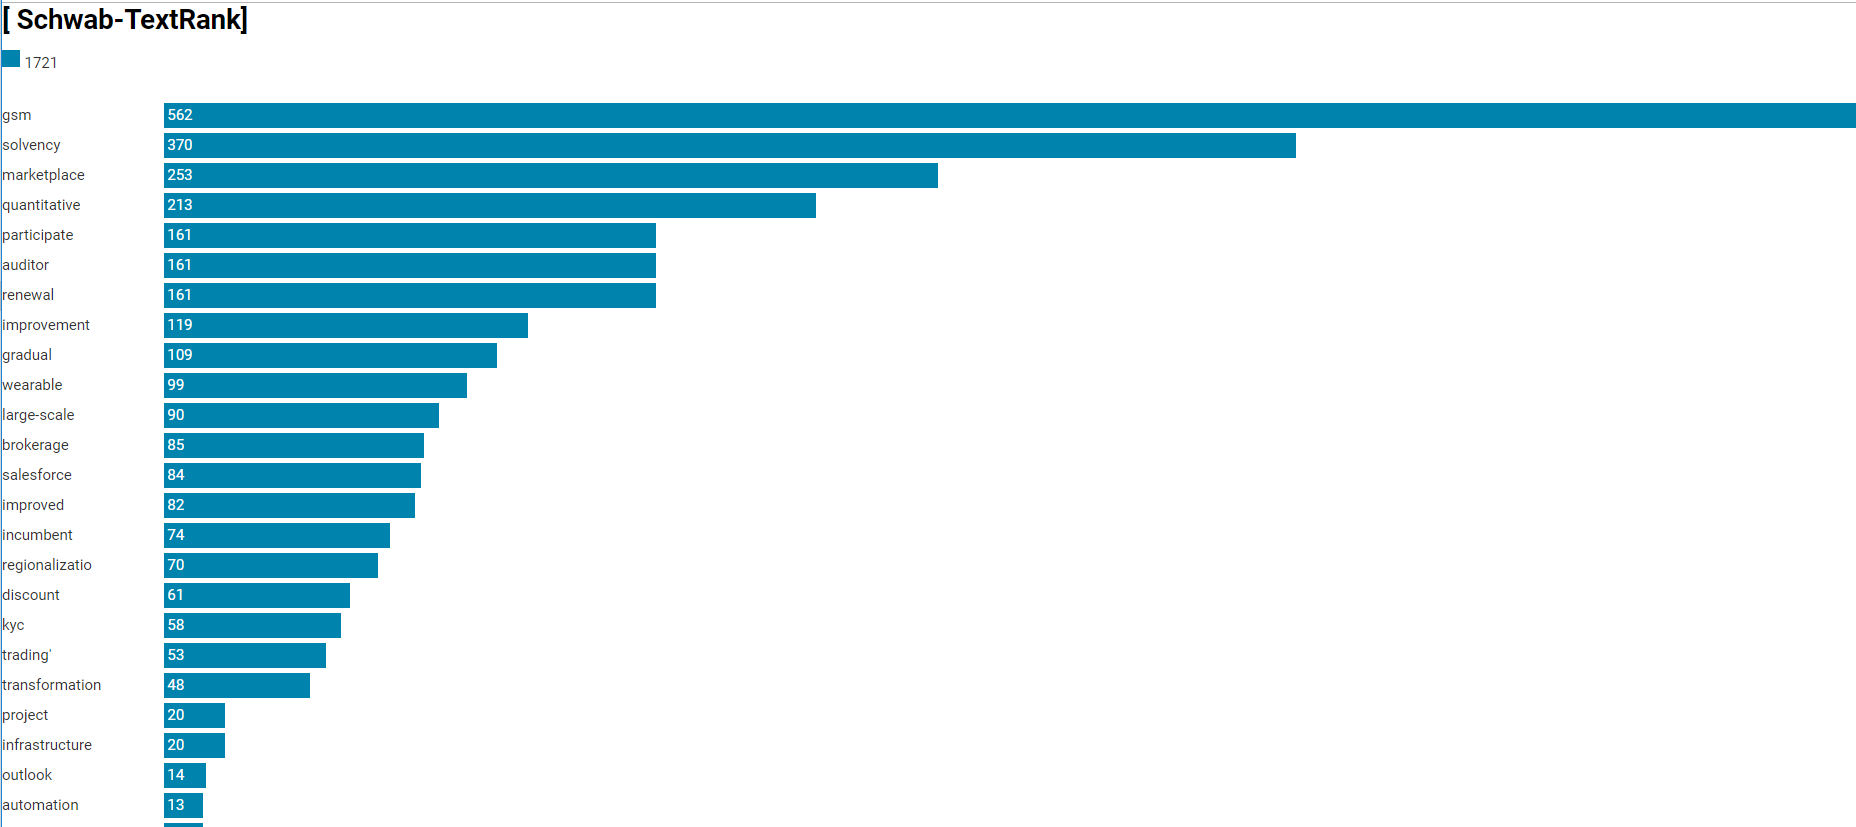 [ Schwab-TextRank]
1721
gsm 562
solvency 370
marketplace 253
quantitative 213
participate 161
auditor 161
renewal 161
improvement 119
gradual 109
wearable 99
large-scale 90
brokerage 85
salesforce 84
improved 82
incumbent 74
regionalizatio 70
discount 61
kyc 58
trading' 53
transformation 48
project 20
infrastructure 20
outlook 14
automation 13